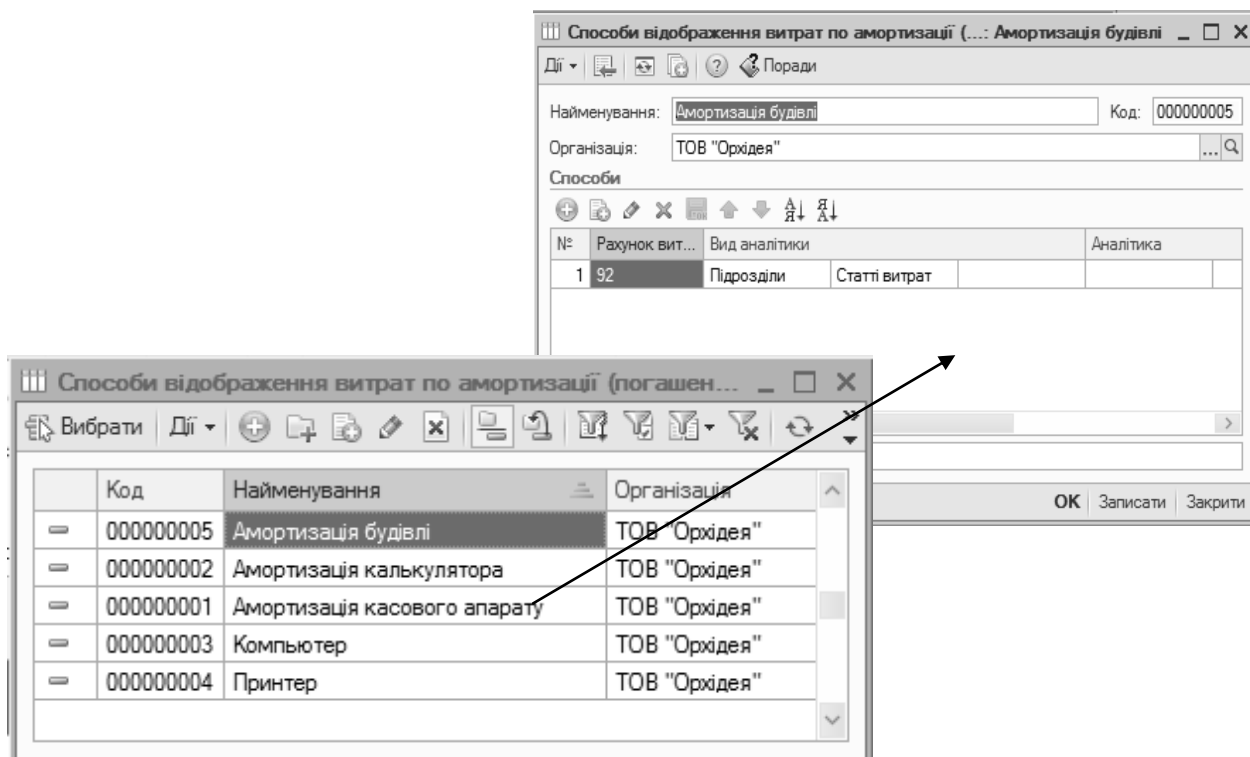 Способи відображення витрат по амортизації (...: Амортизація будівлі
Дії Поради
Найменування: Амортизація будівлі Код: 000000005
Організація: ТОВ "Орхідея" ...
Способи
№ Рахунок вит... Вид аналітики Аналітика
1 92 Підрозділи Статті витрат
OK Записати Закрити
Способи відображення витрат по амортизації (погашен...
Вибрати Дії
Код Найменування Організація
000000005 Амортизація будівлі ТОВ "Орхідея"
000000002 Амортизація калькулятора ТОВ "Орхідея"
000000001 Амортизація касового апарату ТОВ "Орхідея"
000000003 Компьютер ТОВ "Орхідея"
000000004 Принтер ТОВ "Орхідея"